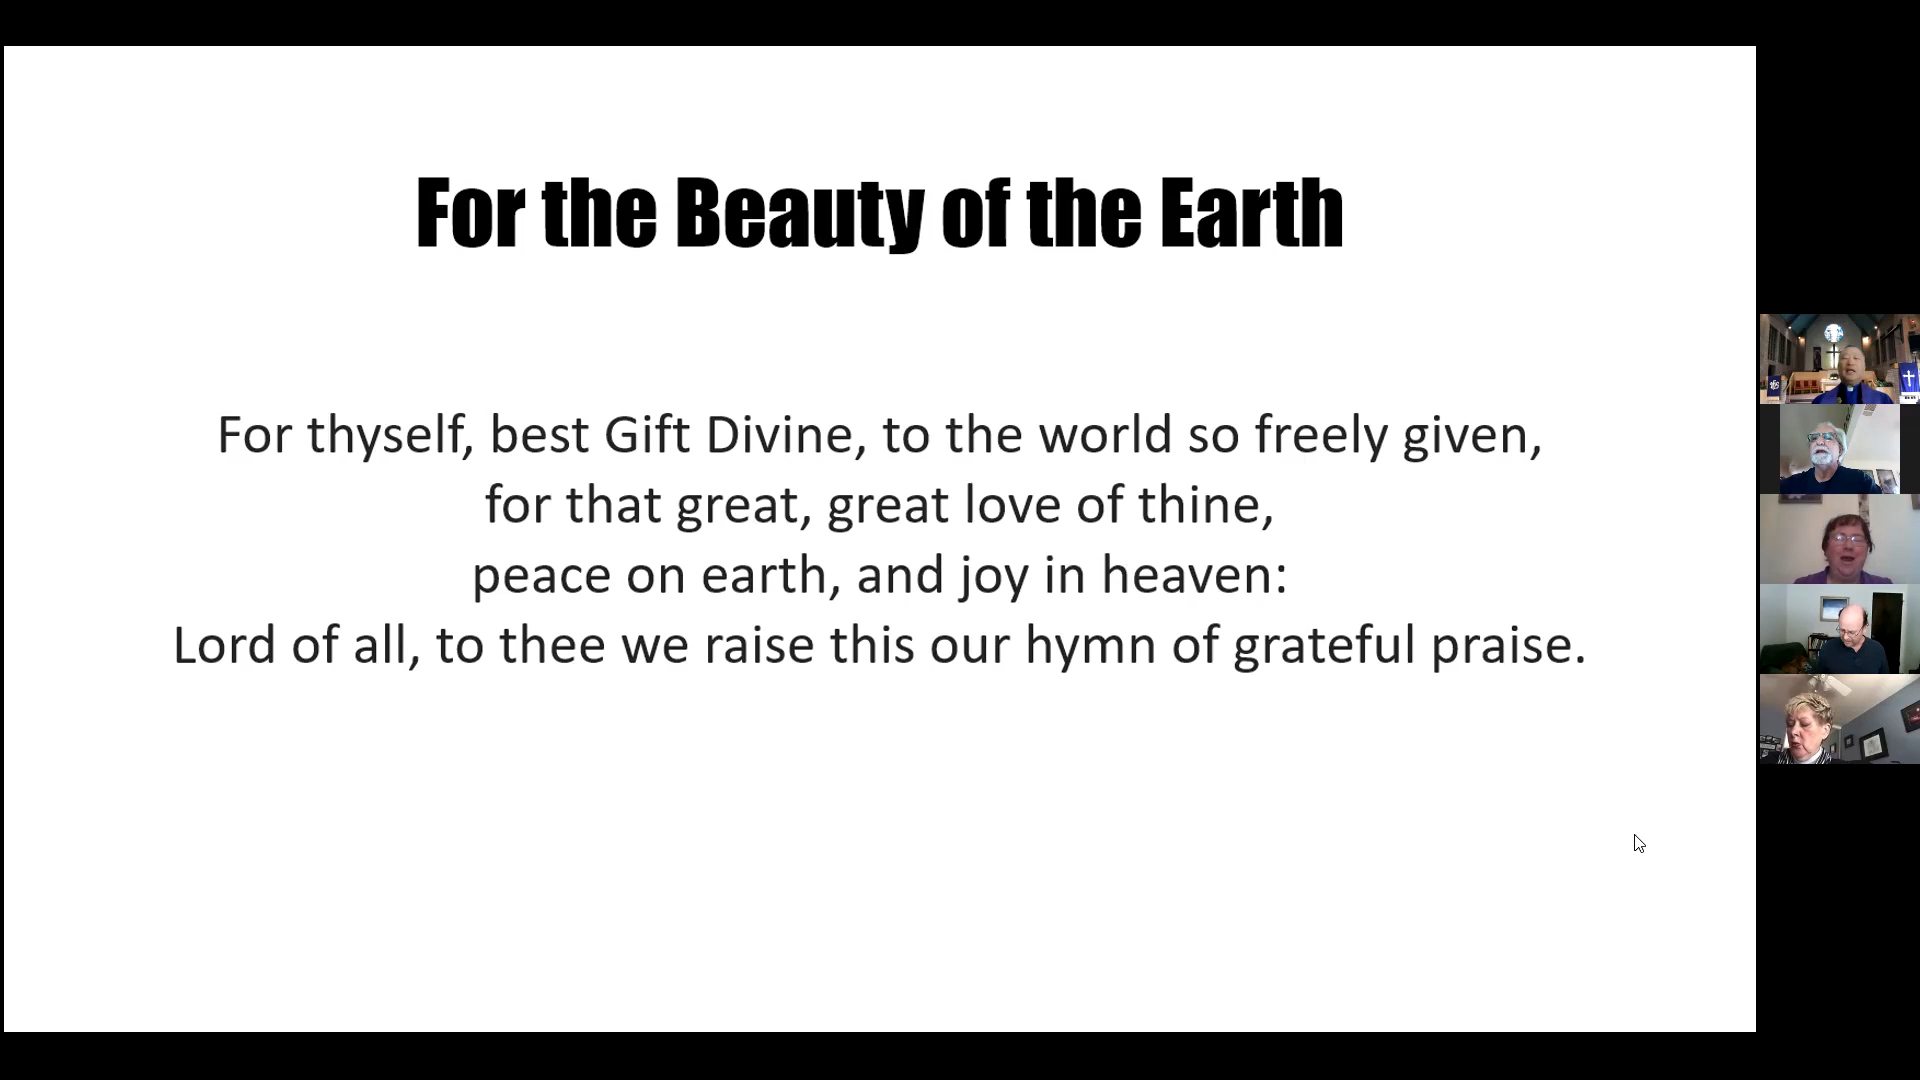 For the Beauty of the Earth
For thyself, best Gift Divine, to the world so freely given,
for that great, great love of thine,
peace on earth, and joy in heaven:
Lord of all, to thee we raise this our hymn of grateful praise.